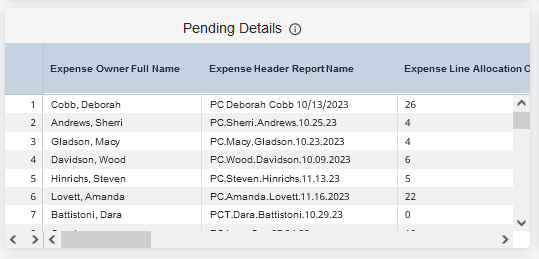 Pending Details
Expense Owner Full Name Expense Header Report Name Expense Line Allocation C
1 Cobb, Deborah PC Deborah Cobb 10/13/2023 26
2 Andrews, Sherri PC.Sherri.Andrews.10.25.23 4
3 Gladson, Macy PC.Macy.Gladson.10.23.2023 4
4 Davidson, Wood PC.Wood.Davidson.10.09.2023 6
5 Hinrichs, Steven PC.Steven.Hinrichs.11.13.23 5
6 Lovett, Amanda PC.Amanda.Lovett.11.16.2023 22
7 Battistoni, Dara PCT.Dara.Battistoni.10.29.23 0